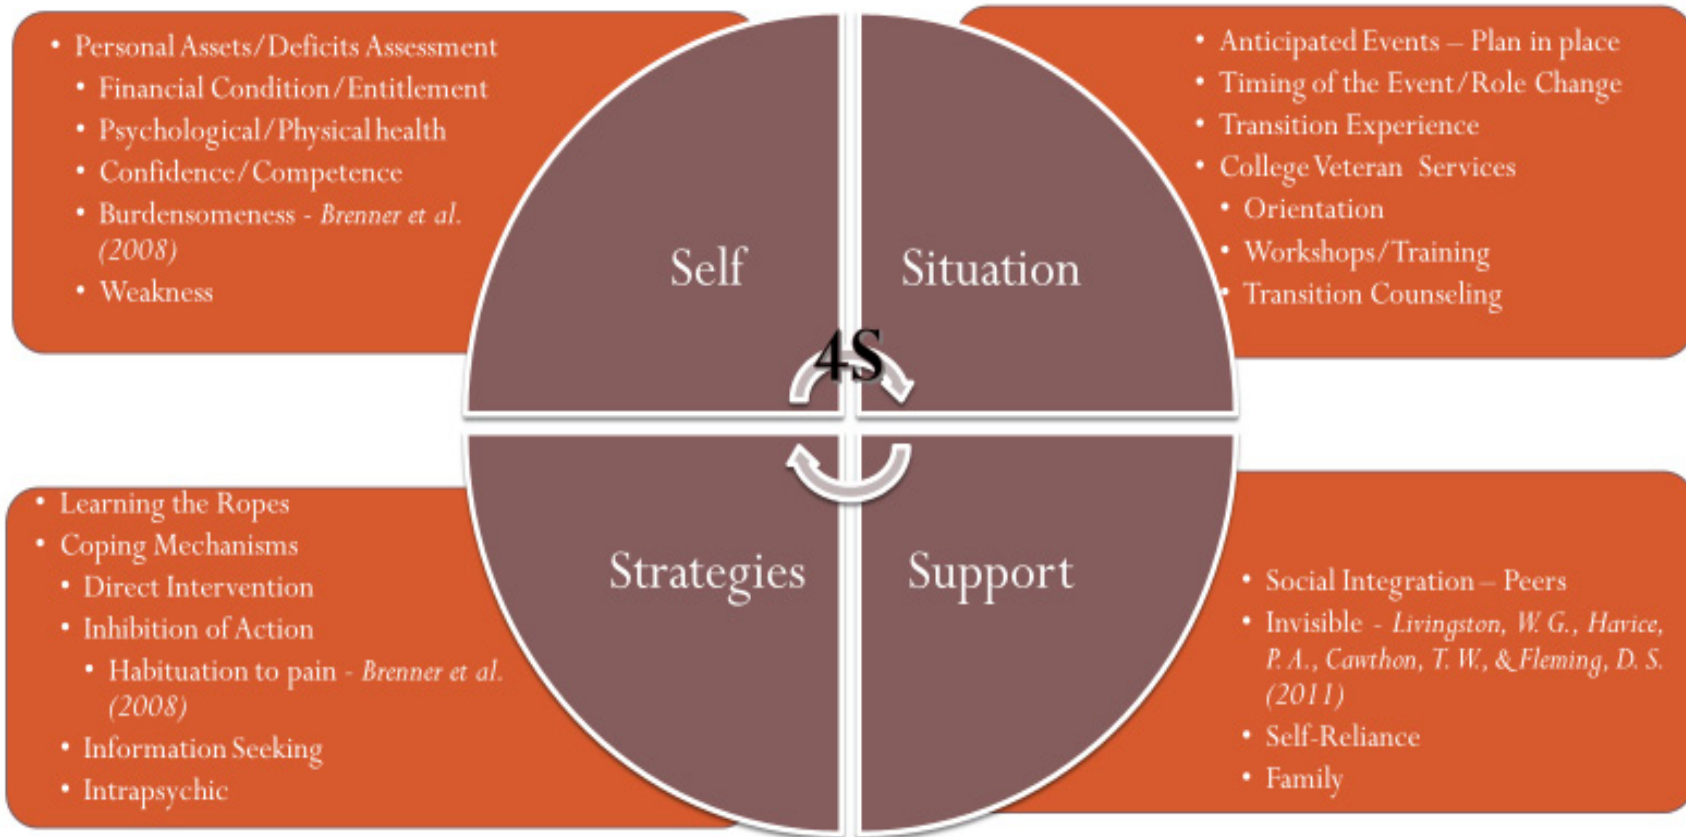 • Personal Assets/Deficits Assessment
• Financial Condition/Entitlement
• Psychological/Physical health
• Confidence/Competence
• Burdensomeness - Brenner et al.
(2008)
• Weakness
• Anticipated Events – Plan in place
• Timing of the Event/Role Change
• Transition Experience
• College Veteran Services
• Orientation
• Workshops/Training
• Transition Counseling
Self
Situation
4S
Strategies
Support
• Learning the Ropes
• Coping Mechanisms
• Direct Intervention
• Inhibition of Action
• Habituation to pain - Brenner et al.
(2008)
• Information Seeking
• Intrapsychic
• Social Integration – Peers
• Invisible - Livingston, W. G., Havice,
P. A., Cawthon, T. W., & Fleming, D. S.
(2011)
• Self-Reliance
• Family